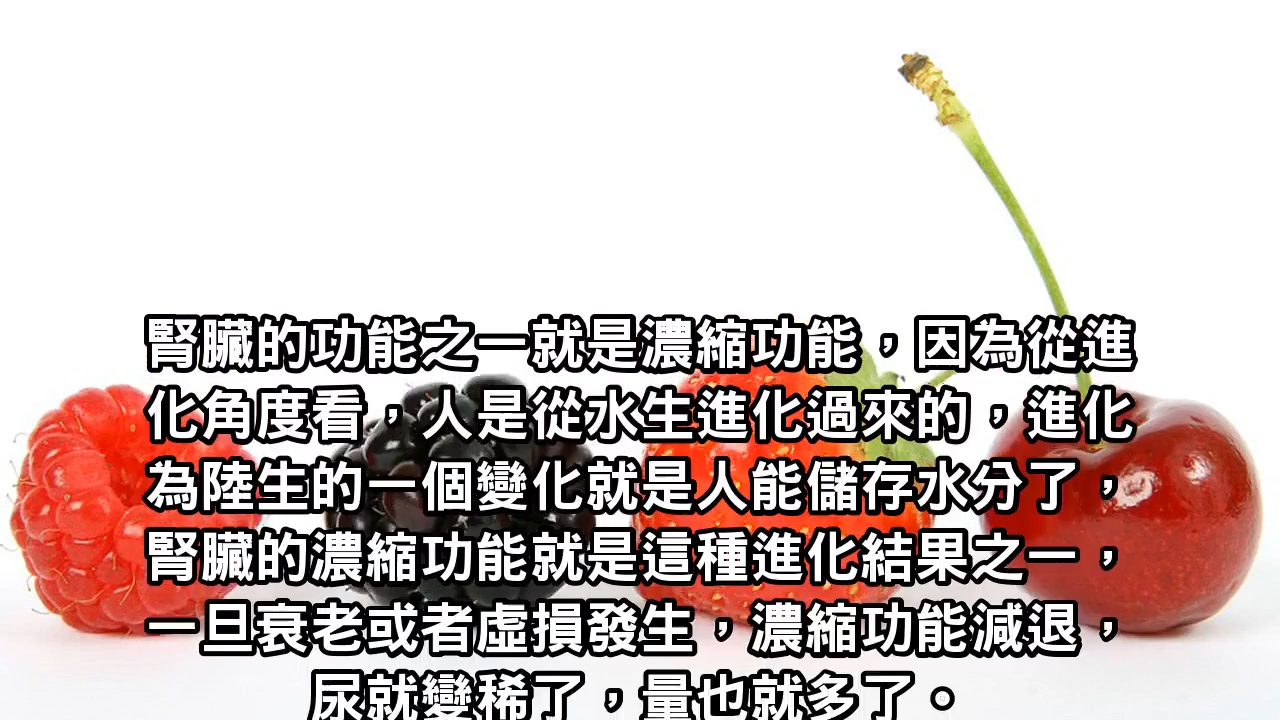 腎臟的功能之一就是濃縮功能，因為從進
化角度看，人是從水生進化過來的，進化
為陸生的一個變化就是人能儲存水分了，
腎臟的濃縮功能就是這種進化結果之一，
一旦衰老或者虛損發生，濃縮功能減退，
尿就變稀了，量也就多了。